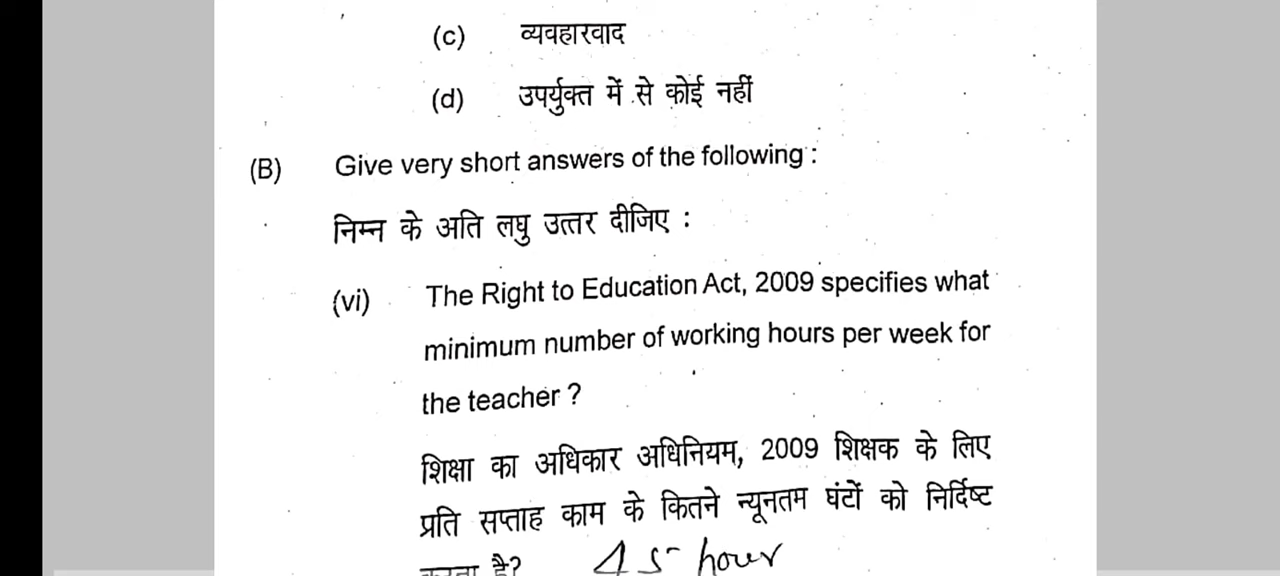 (c) व्यवहारवाद
(d) उपर्युक्त में से कोई नहीं
(B) Give very short answers of the following :
निम्न के अति लघु उत्तर दीजिए :
(vi) The Right to Education Act, 2009 specifies what
minimum number of working hours per week for
the teacher ?
शिक्षा का अधिकार अधिनियम, 2009 शिक्षक के लिए
प्रति सप्ताह काम के कितने न्यूनतम घंटों को निर्दिष्ट
करता है? 45 hour